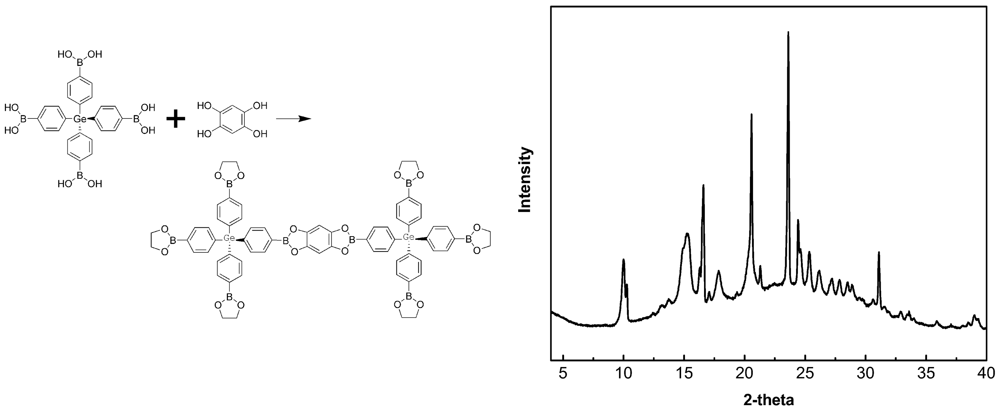 HO OH
B
HO OH
B Ge B
HO OH
B
HO OH
+
HO OH
HO OH
O O
B
O O
B Ge B
O O
O O
B
O O
B
O O
B Ge B
O O
B
O O
Intensity
5 10 15 20 25 30 35 40
2-theta